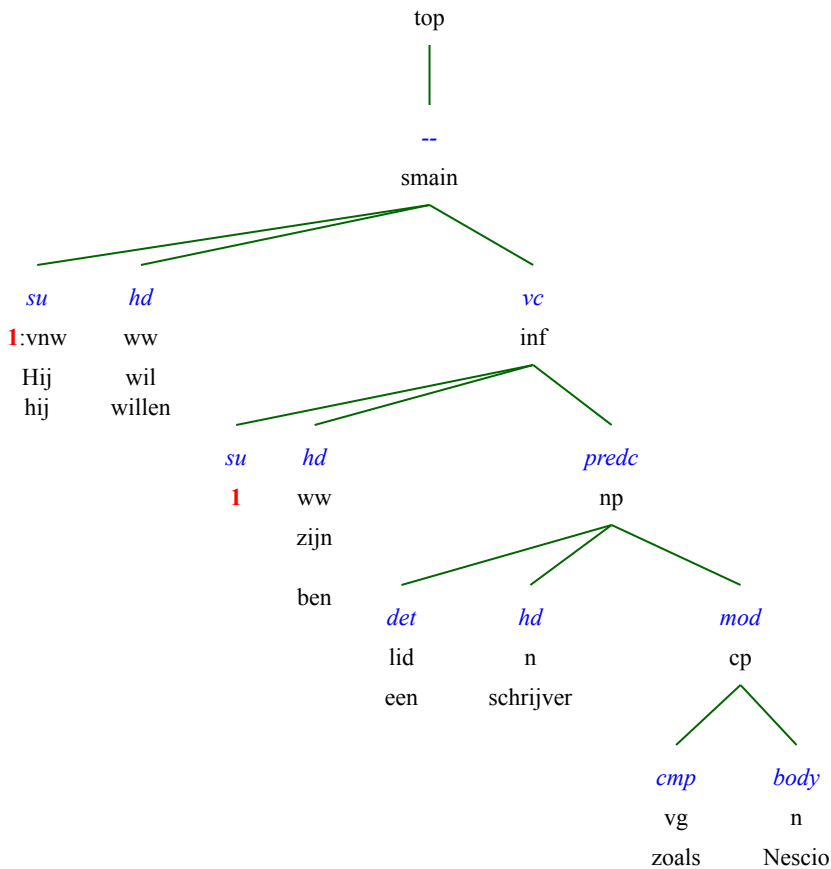 top
--
smain
su hd vc
1:vnw ww inf
Hij wil
hij willen
su hd predc
1 ww np
zijn
ben
det hd mod
lid n cp
een schrijver
cmp body
vg n
zoals Nescio